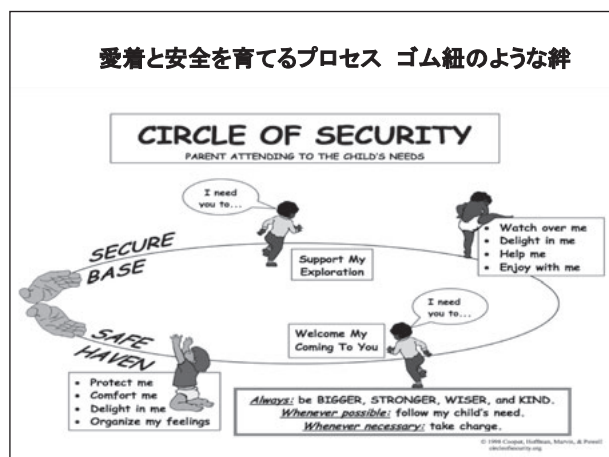 愛着と安全を育てるプロセス ゴム紐のような絆
CIRCLE OF SECURITY
PARENT ATTENDING TO THE CHILD'S NEEDS
I need
you to...
SECURE
BASE
Support My
Exploration
• Watch over me
• Delight in me
• Help me
• Enjoy with me
I need
you to...
Welcome My
Coming To You
SAFE
HAVEN
• Protect me
• Comfort me
• Delight in me
• Organize my feelings
Always: be BIGGER, STRONGER, WISER, and KIND.
Whenever possible: follow my child's need.
Whenever necessary: take charge.
© 1998 Cooper, Hoffman, Marvin, & Powell
circleofsecurity.org